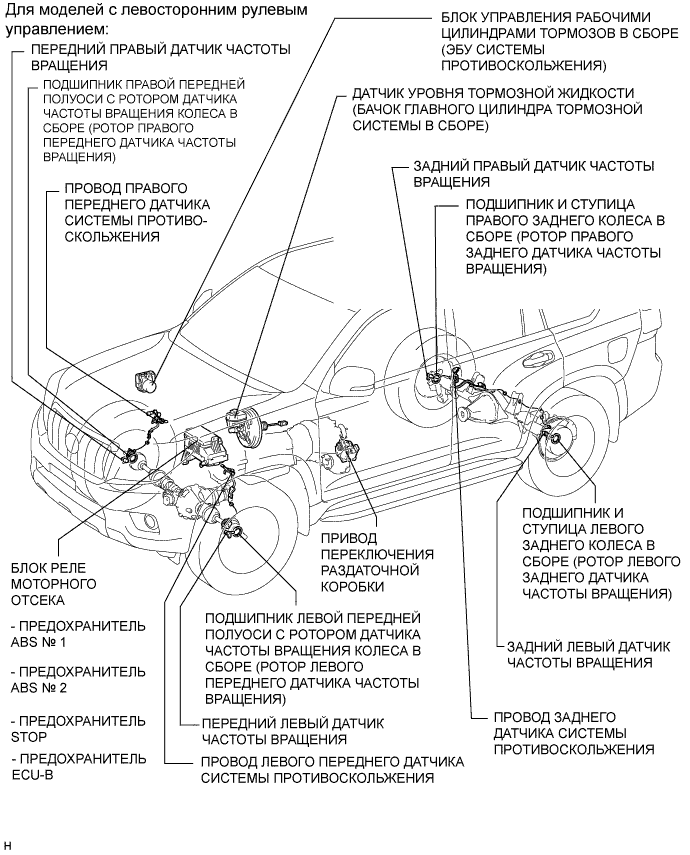 Для моделей с левосторонним рулевым
управлением:
ПЕРЕДНИЙ ПРАВЫЙ ДАТЧИК ЧАСТОТЫ
ВРАЩЕНИЯ
ПОДШИПНИК ПРАВОЙ ПЕРЕДНЕЙ
ПОЛУОСИ С РОТОРОМ ДАТЧИКА
ЧАСТОТЫ ВРАЩЕНИЯ КОЛЕСА В
СБОРЕ (РОТОР ПРАВОГО
ПЕРЕДНЕГО ДАТЧИКА ЧАСТОТЫ
ВРАЩЕНИЯ)
ПРОВОД ПРАВОГО
ПЕРЕДНЕГО ДАТЧИКА
СИСТЕМЫ ПРОТИВО-
СКОЛЬЖЕНИЯ
БЛОК УПРАВЛЕНИЯ РАБОЧИМИ
ЦИЛИНДРАМИ ТОРМОЗОВ В СБОРЕ
(ЭБУ СИСТЕМЫ
ПРОТИВОСКОЛЬЖЕНИЯ)
ДАТЧИК УРОВНЯ ТОРМОЗНОЙ ЖИДКОСТИ
(БАЧОК ГЛАВНОГО ЦИЛИНДРА ТОРМОЗНОЙ
СИСТЕМЫ В СБОРЕ)
ЗАДНИЙ ПРАВЫЙ ДАТЧИК ЧАСТОТЫ
ВРАЩЕНИЯ
ПОДШИПНИК И СТУПИЦА
ПРАВОГО ЗАДНЕГО КОЛЕСА В
СБОРЕ (РОТОР ПРАВОГО
ЗАДНЕГО ДАТЧИКА ЧАСТОТЫ
ВРАЩЕНИЯ)
БЛОК РЕЛЕ
МОТОРНОГО
ОТСЕКА
- ПРЕДОХРАНИТЕЛЬ
ABS № 1
- ПРЕДОХРАНИТЕЛЬ
ABS № 2
- ПРЕДОХРАНИТЕЛЬ
STOP
- ПРЕДОХРАНИТЕЛЬ
ECU-B
ПРИВОД
ПЕРЕКЛЮЧЕНИЯ
РАЗДАТОЧНОЙ
КОРОБКИ
ПОДШИПНИК ЛЕВОЙ ПЕРЕДНЕЙ
ПОЛУОСИ С РОТОРОМ ДАТЧИКА
ЧАСТОТЫ ВРАЩЕНИЯ КОЛЕСА В
СБОРЕ (РОТОР ЛЕВОГО
ПЕРЕДНЕГО ДАТЧИКА ЧАСТОТЫ
ВРАЩЕНИЯ)
ПЕРЕДНИЙ ЛЕВЫЙ ДАТЧИК
ЧАСТОТЫ ВРАЩЕНИЯ
ПРОВОД ЛЕВОГО ПЕРЕДНЕГО ДАТЧИКА
СИСТЕМЫ ПРОТИВОСКОЛЬЖЕНИЯ
ПОДШИПНИК И
СТУПИЦА ЛЕВОГО
ЗАДНЕГО КОЛЕСА В
СБОРЕ (РОТОР ЛЕВОГО
ЗАДНЕГО ДАТЧИКА
ЧАСТОТЫ ВРАЩЕНИЯ)
ЗАДНИЙ ЛЕВЫЙ ДАТЧИК
ЧАСТОТЫ ВРАЩЕНИЯ
ПРОВОД ЗАДНЕГО
ДАТЧИКА СИСТЕМЫ
ПРОТИВОСКОЛЬЖЕНИЯ
H